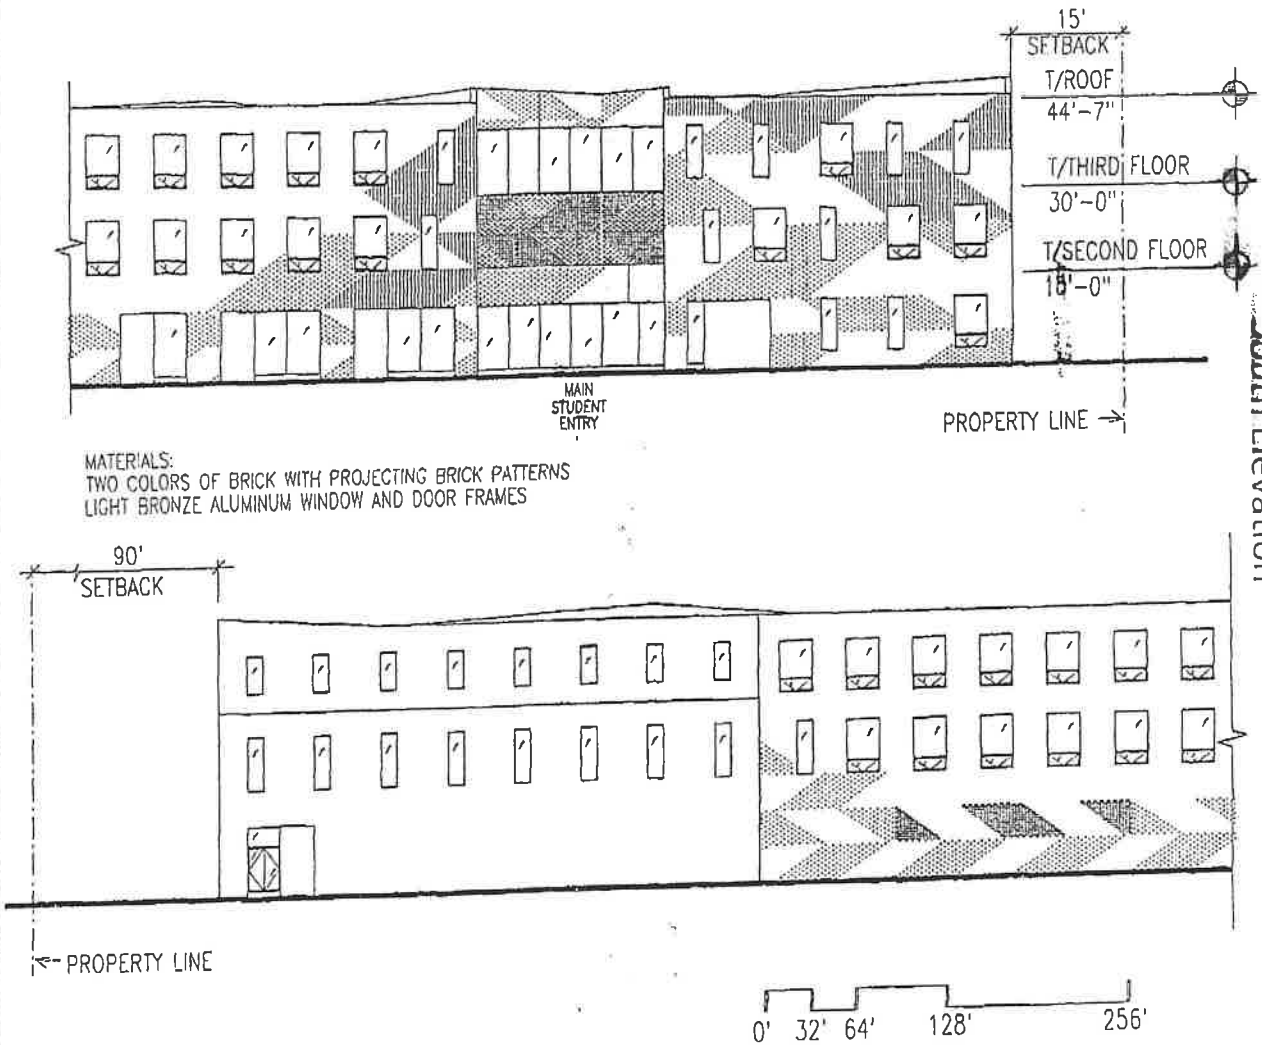 15'
SETBACK
T/ROOF
44'-7"
T/THIRD FLOOR
30'-0"
T/SECOND FLOOR
MAIN
STUDENT
ENTRY
PROPERTY LINE
Elevation
MATERIALS:
TWO COLORS OF BRICK WITH PROJECTING BRICK PATTERNS
LIGHT BRONZE ALUMINUM WINDOW AND DOOR FRAMES
90'
SETBACK
PROPERTY LINE
0' 32' 64' 128' 256'